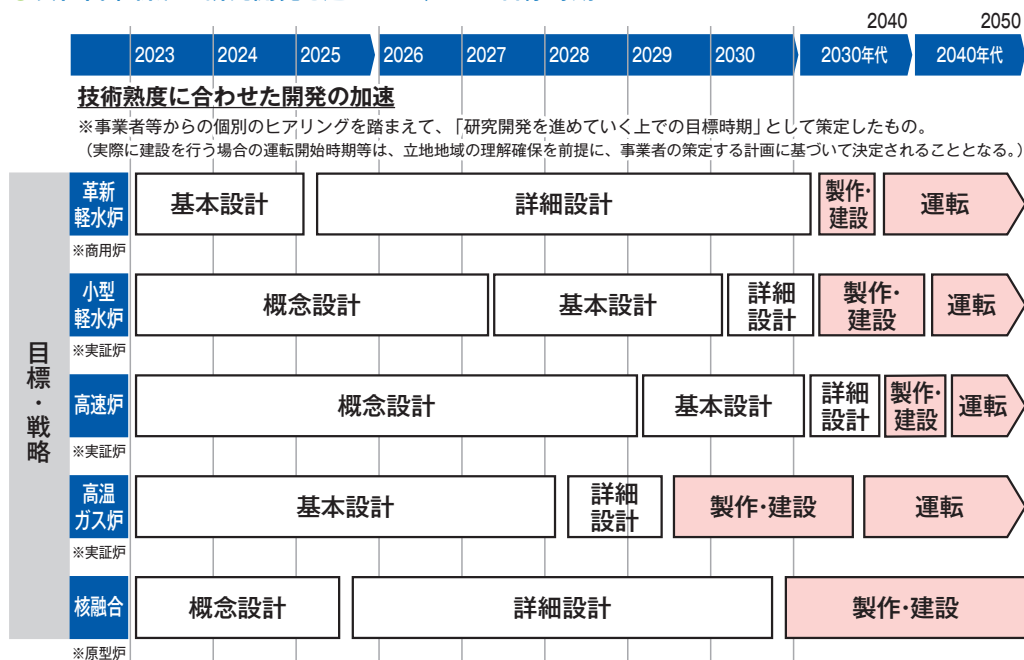 2040 2050
2023 2024 2025 2026 2027 2028 2029 2030 2030年代 2040年代
技術熟度に合わせた開発の加速
※事業者等からの個別のヒアリングを踏まえて、「研究開発を進めていく上での目標時期」として策定したもの。
(実際に建設を行う場合の運転開始時期等は、立地地域の理解確保を前提に、事業者の策定する計画に基づいて決定されることとなる。)
目標・戦略
革新
軽水炉
※商用炉
基本設計
詳細設計
製作・
建設
運転
小型
軽水炉
※実証炉
概念設計
基本設計
詳細
設計
製作・
建設
運転
高速炉
※実証炉
概念設計
基本設計
詳細
設計
製作・
建設
運転
高温
ガス炉
※実証炉
基本設計
詳細
設計
製作・建設
運転
核融合
※原型炉
概念設計
詳細設計
製作・建設